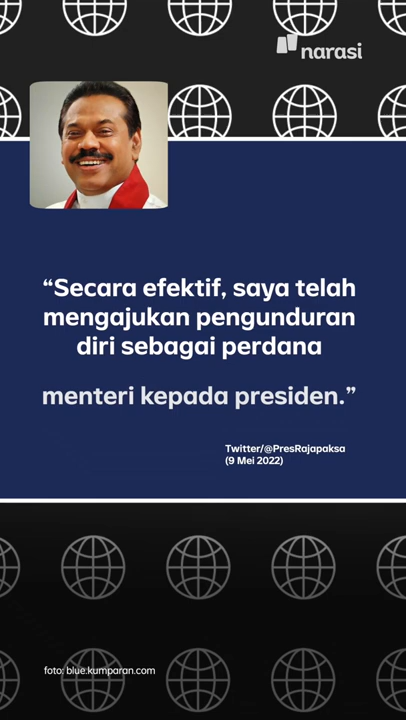 narasi
“Secara efektif, saya telah
mengajukan pengunduran
diri sebagai perdana
menteri kepada presiden.”
Twitter/@PresRajapaksa
(9 Mei 2022)
foto: blue.kumparan.com